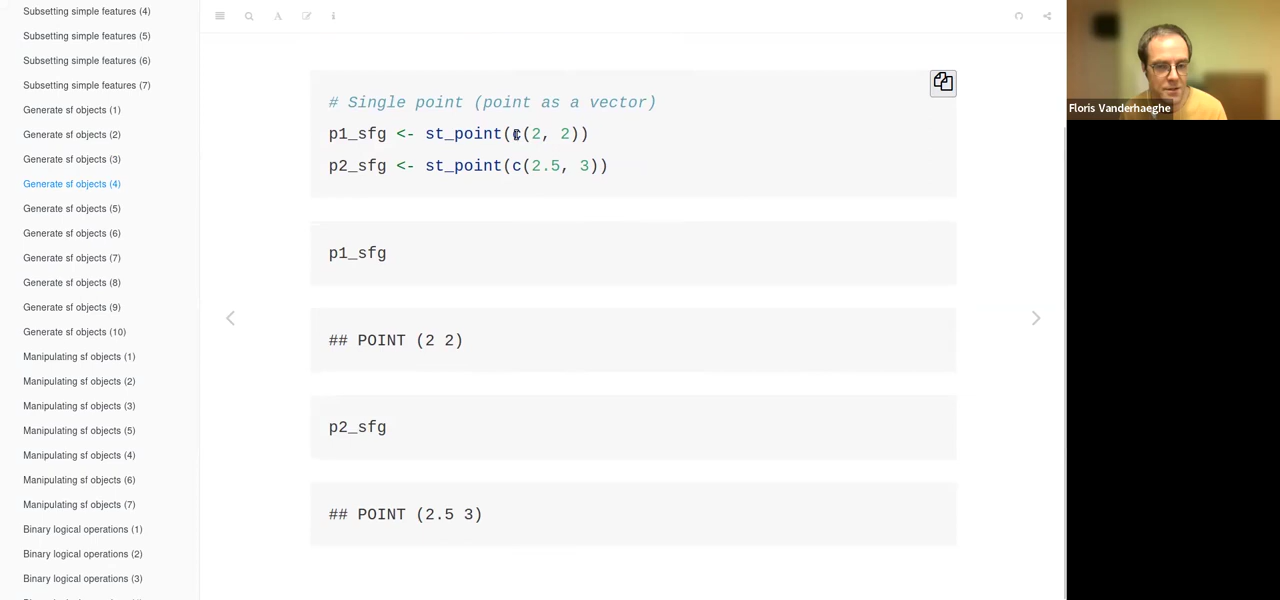 Subsetting simple features (4)
Subsetting simple features (5)
Subsetting simple features (6)
Subsetting simple features (7)
Generate sf objects (1)
Generate sf objects (2)
Generate sf objects (3)
Generate sf objects (4)
Generate sf objects (5)
Generate sf objects (6)
Generate sf objects (7)
Generate sf objects (8)
Generate sf objects (9)
Generate sf objects (10)
Manipulating sf objects (1)
Manipulating sf objects (2)
Manipulating sf objects (3)
Manipulating sf objects (5)
Manipulating sf objects (4)
Manipulating sf objects (6)
Manipulating sf objects (7)
Binary logical operations (1)
Binary logical operations (2)
Binary logical operations (3)
# Single point (point as a vector)
p1_sfg <- st_point(c(2, 2))
p2_sfg <- st_point(c(2.5, 3))
p1_sfg
## POINT (2 2)
p2_sfg
## POINT (2.5 3)
Floris Vanderhaeghe